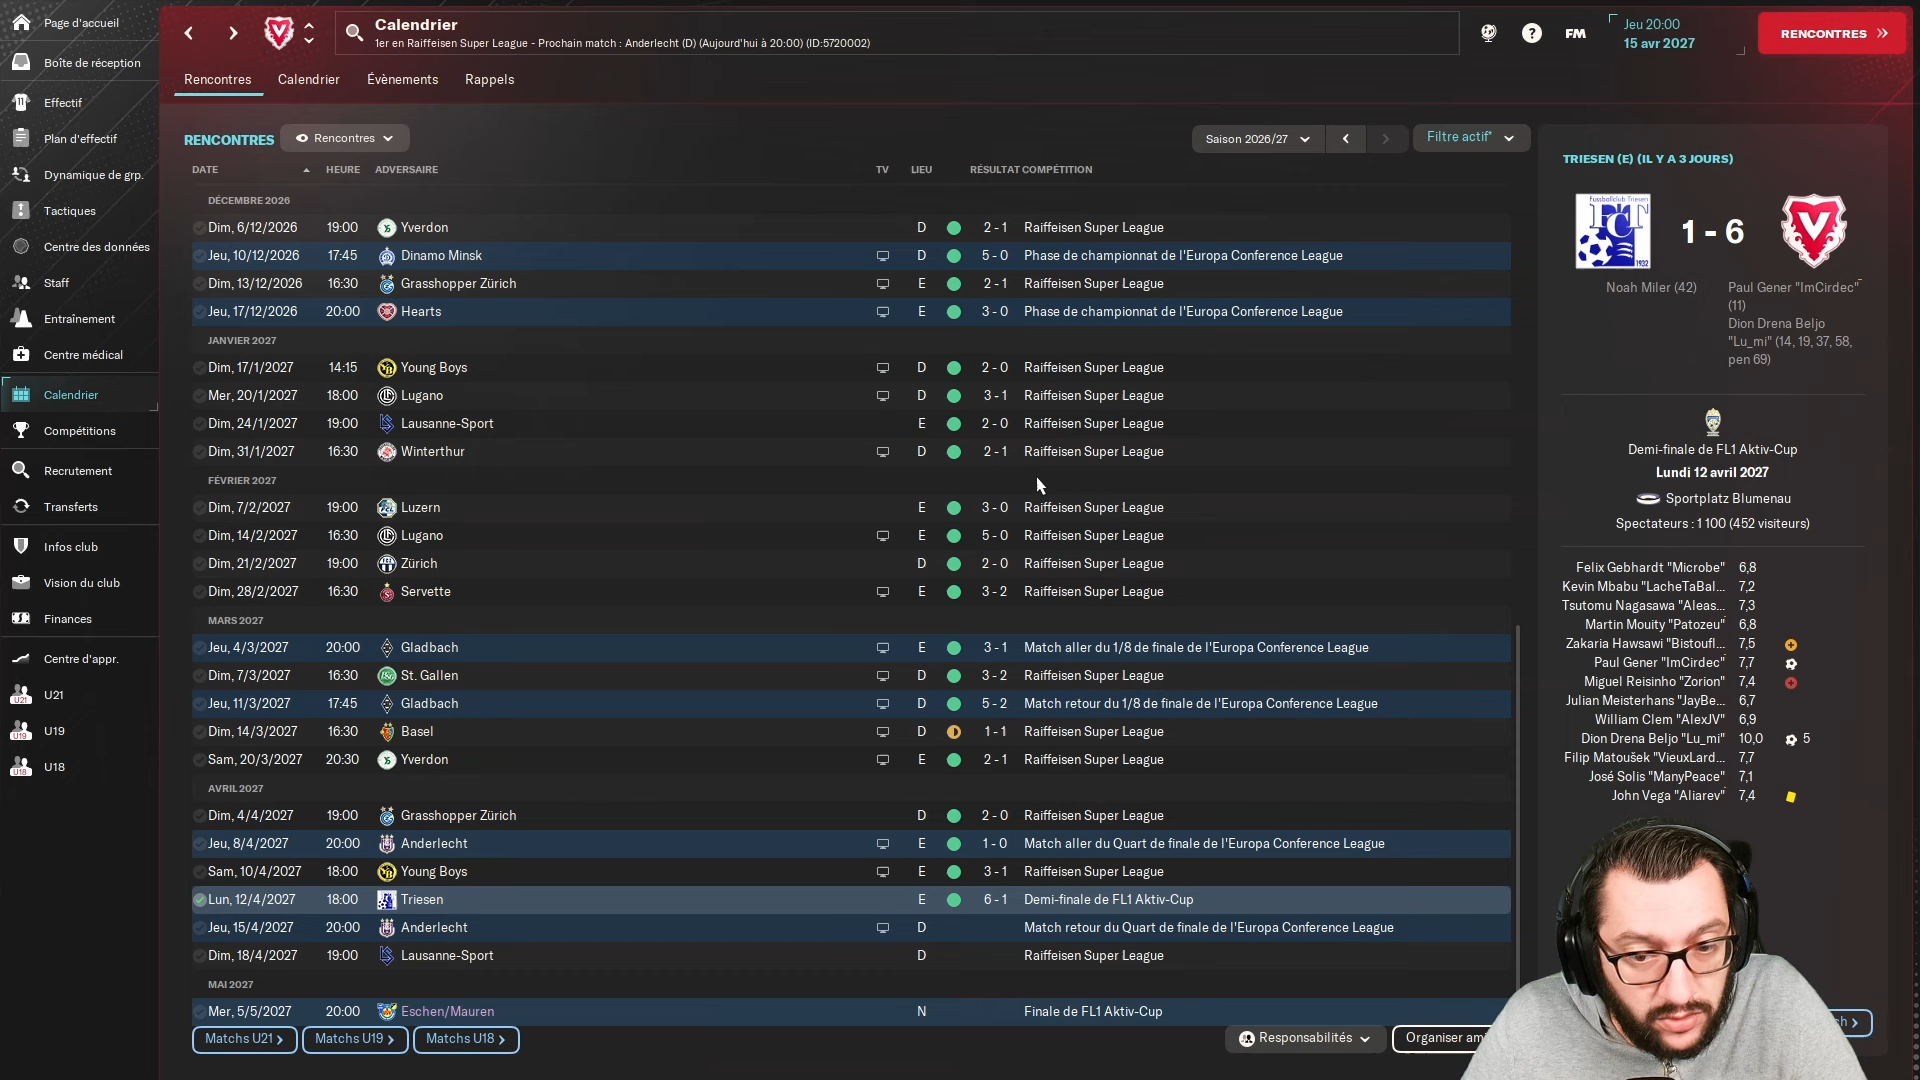 Page d'accueil
Boîte de réception
Effectif
Plan d'effectif
Dynamique de grp.
Tactiques
Centre des données
Staff
Entraînement
Centre médical
Calendrier
Compétitions
Recrutement
Transferts
Infos club
Vision du club
Finances
Centre d'appr.
U21
U19
U18
Calendrier
1er en Raiffeisen Super League - Prochain match : Anderlecht (D) (Aujourd'hui à 20:00) (ID:5720002)
FM
Jeu 20:00
15 avr 2027
RENCONTRES
Rencontres Calendrier Évènements Rappels
RENCONTRES Rencontres Saison 2026/27 Filtre actif*
DATE HEURE ADVERSAIRE TV LIEU RÉSULTAT COMPÉTITION
DÉCEMBRE 2026
Dim, 6/12/2026 19:00 Yverdon D 2 - 1 Raiffeisen Super League
Jeu, 10/12/2026 17:45 Dinamo Minsk D 5 - 0 Phase de championnat de l'Europa Conference League
Dim, 13/12/2026 16:30 Grasshopper Zürich E 2 - 1 Raiffeisen Super League
Jeu, 17/12/2026 20:00 Hearts E 3 - 0 Phase de championnat de l'Europa Conference League
JANVIER 2027
Dim, 17/1/2027 14:15 Young Boys D 2 - 0 Raiffeisen Super League
Mer, 20/1/2027 18:00 Lugano D 3 - 1 Raiffeisen Super League
Dim, 24/1/2027 19:00 Lausanne-Sport E 2 - 0 Raiffeisen Super League
Dim, 31/1/2027 16:30 Winterthur D 2 - 1 Raiffeisen Super League
FÉVRIER 2027
Dim, 7/2/2027 19:00 Luzern E 3 - 0 Raiffeisen Super League
Dim, 14/2/2027 16:30 Lugano E 5 - 0 Raiffeisen Super League
Dim, 21/2/2027 19:00 Zürich D 2 - 0 Raiffeisen Super League
Dim, 28/2/2027 16:30 Servette E 3 - 2 Raiffeisen Super League
MARS 2027
Jeu, 4/3/2027 20:00 Gladbach E 3 - 1 Match aller du 1/8 de finale de l'Europa Conference League
Dim, 7/3/2027 16:30 St. Gallen D 3 - 2 Raiffeisen Super League
Jeu, 11/3/2027 17:45 Gladbach D 5 - 2 Match retour du 1/8 de finale de l'Europa Conference League
Dim, 14/3/2027 16:30 Basel D 1 - 1 Raiffeisen Super League
Sam, 20/3/2027 20:30 Yverdon E 2 - 1 Raiffeisen Super League
AVRIL 2027
Dim, 4/4/2027 19:00 Grasshopper Zürich D 2 - 0 Raiffeisen Super League
Jeu, 8/4/2027 20:00 Anderlecht E 1 - 0 Match aller du Quart de finale de l'Europa Conference League
Sam, 10/4/2027 18:00 Young Boys E 3 - 1 Raiffeisen Super League
Lun, 12/4/2027 18:00 Triesen E 6 - 1 Demi-finale de FL1 Aktiv-Cup
Jeu, 15/4/2027 20:00 Anderlecht D Match retour du Quart de finale de l'Europa Conference League
Dim, 18/4/2027 19:00 Lausanne-Sport D Raiffeisen Super League
MAI 2027
Mer, 5/5/2027 20:00 Eschen/Mauren N Finale de FL1 Aktiv-Cup
Matchs U21 Matchs U19 Matchs U18
Responsabilités Organiser am
TRIESEN (E) (IL Y A 3 JOURS)
Fussballclub Triesen
1932
1 - 6
Noah Miler (42)
Paul Gener "ImCirdec"
(11)
Dion Drena Beljo
"Lu_mi" (14, 19, 37, 58,
pen 69)
Demi-finale de FL1 Aktiv-Cup
Lundi 12 avril 2027
Sportplatz Blumenau
Spectateurs : 1 100 (452 visiteurs)
Felix Gebhardt "Microbe" 6,8
Kevin Mbabu "LacheTaBal... 7,2
Tsutomu Nagasawa "Aleas... 7,3
Martin Mouity "Patozeu" 6,8
Zakaria Hawsawi "Bistoufl... 7,5
Paul Gener "ImCirdec" 7,7
Miguel Reisinho "Zorion" 7,4
Julian Meisterhans "JayBe... 6,7
William Clem "AlexJV" 6,9
Dion Drena Beljo "Lu_mi" 10,0 5
Filip Matoušek "VieuxLard... 7,7
José Solis "ManyPeace" 7,1
John Vega "Aliarev" 7,4
ch